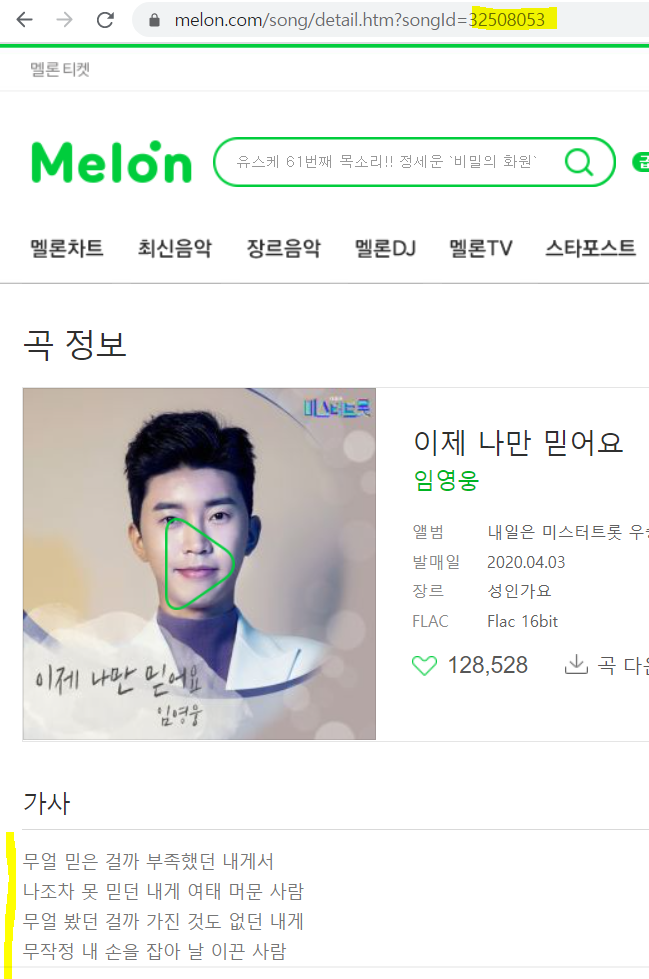 melon.com/song/detail.htm?songId=32508053
멜론티켓
Melon
유스케 61번째 목소리!! 정세운 `비밀의 화원`
급
멜론차트 최신음악 장르음악 멜론DJ 멜론TV 스타포스트
곡 정보
미스터트롯
이제 나만 믿어요
임영웅
이제 나만 믿어요
임영웅
앨범 내일은 미스터트롯
발매일 2020.04.03
장르 성인가요
FLAC Flac 16bit
128,528 곡
가사
무얼 믿은 걸까 부족했던 내게서
나조차 못 믿던 내게 여태 머문 사람
무얼 봤던 걸까 가진 것도 없던 내게
무작정 내 손을 잡아 날 이끈 사람